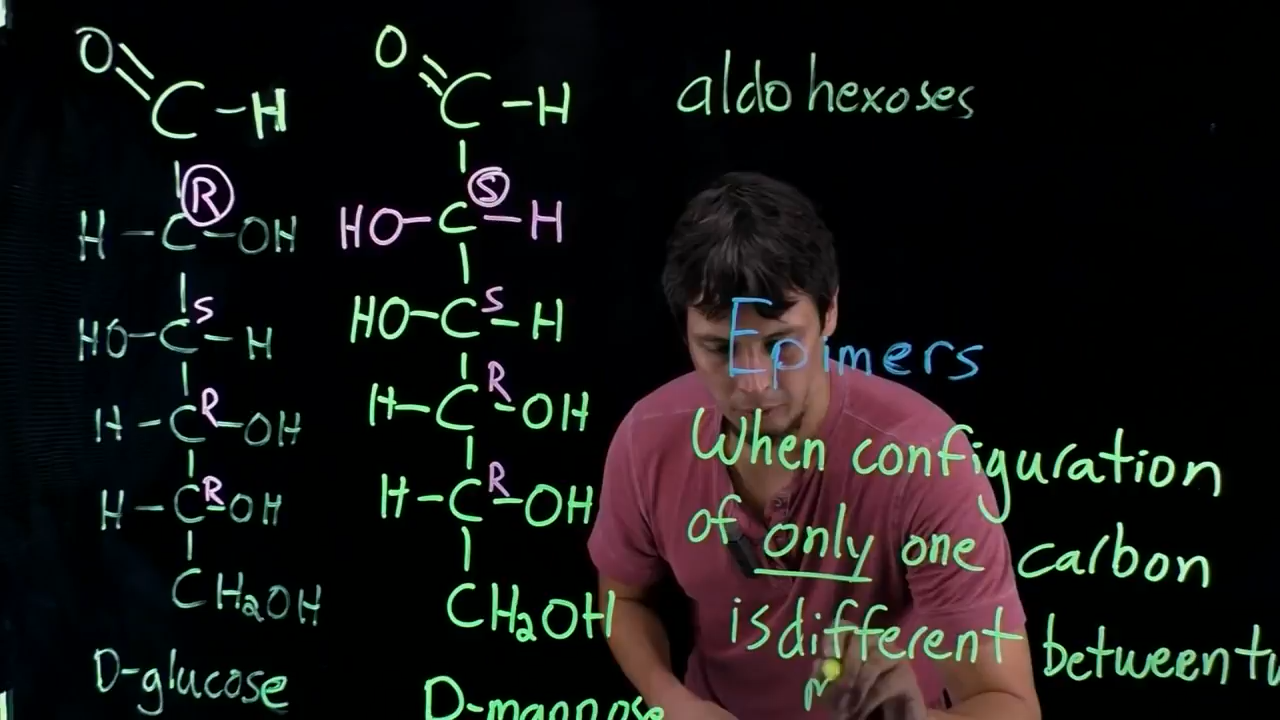 O
C-H
R
H-C-OH
S
HO-C-H
R
H-C-OH
R
H-C-OH
CH₂OH
D-glucose
O
C-H
S
HO-C-H
S
HO-C-H
R
H-C-OH
R
H-C-OH
CH₂OH
D-mannose
aldohexoses
Epimers
When configuration
of only one carbon
is different between